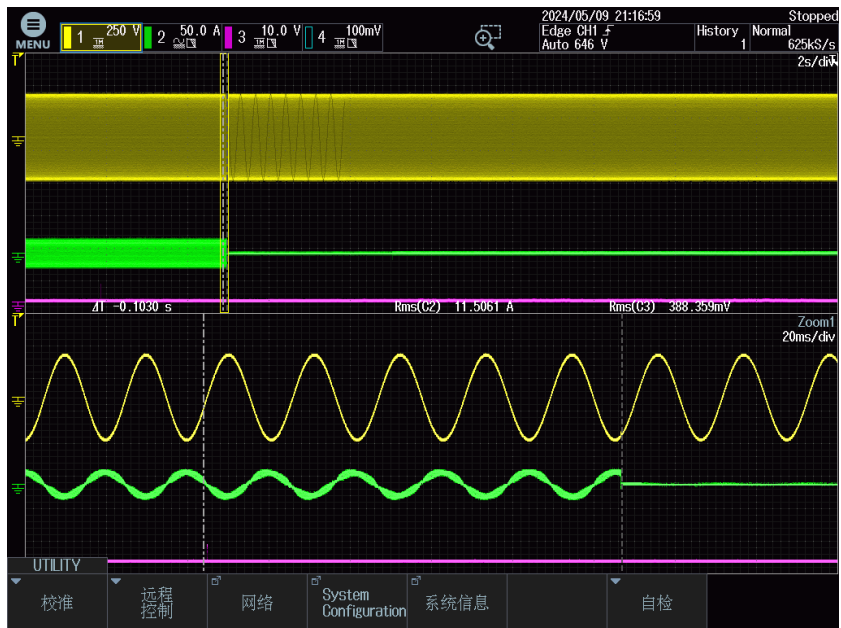 2024/05/09 21:16:59 Stopped
MENU 1 1M 250 V 2 50.0 A 3 1M 10.0 V 4 1M 100mV Edge CH1 History Normal
Auto 646 V 1 625kS/s
T 2s/div
ΔT -0.1030 s Rms(C2) 11.5061 A Rms(C3) 388.359mV
T Zoom1
20ms/div
UTILITY
校准 远程
控制 网络 System
Configuration 系统信息 自检